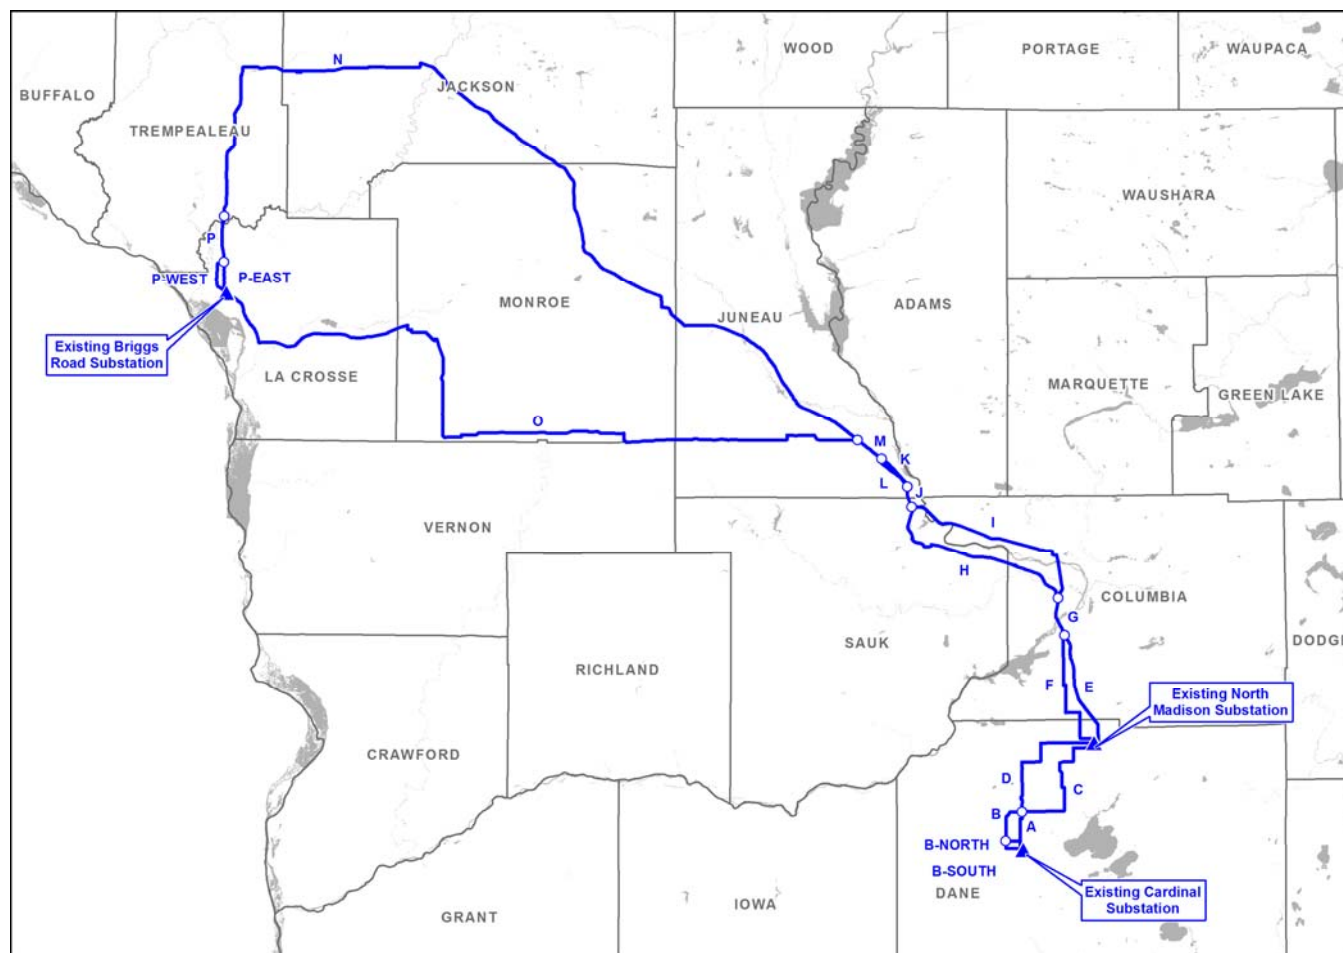 WOOD
PORTAGE
WAUPACA
N
BUFFALO
JACKSON
TREMPEALEAU
WAUSHARA
P
P-WEST
P-EAST
MONROE
ADAMS
JUNEAU
Existing Briggs
Road Substation
LA CROSSE
MARQUETTE
GREEN LAKE
O
M
K
L
J
I
VERNON
H
COLUMBIA
G
SAUK
DODGE
RICHLAND
F
E
Existing North
Madison Substation
CRAWFORD
D
C
B
A
B-NORTH
B-SOUTH
DANE
Existing Cardinal
Substation
IOWA
GRANT